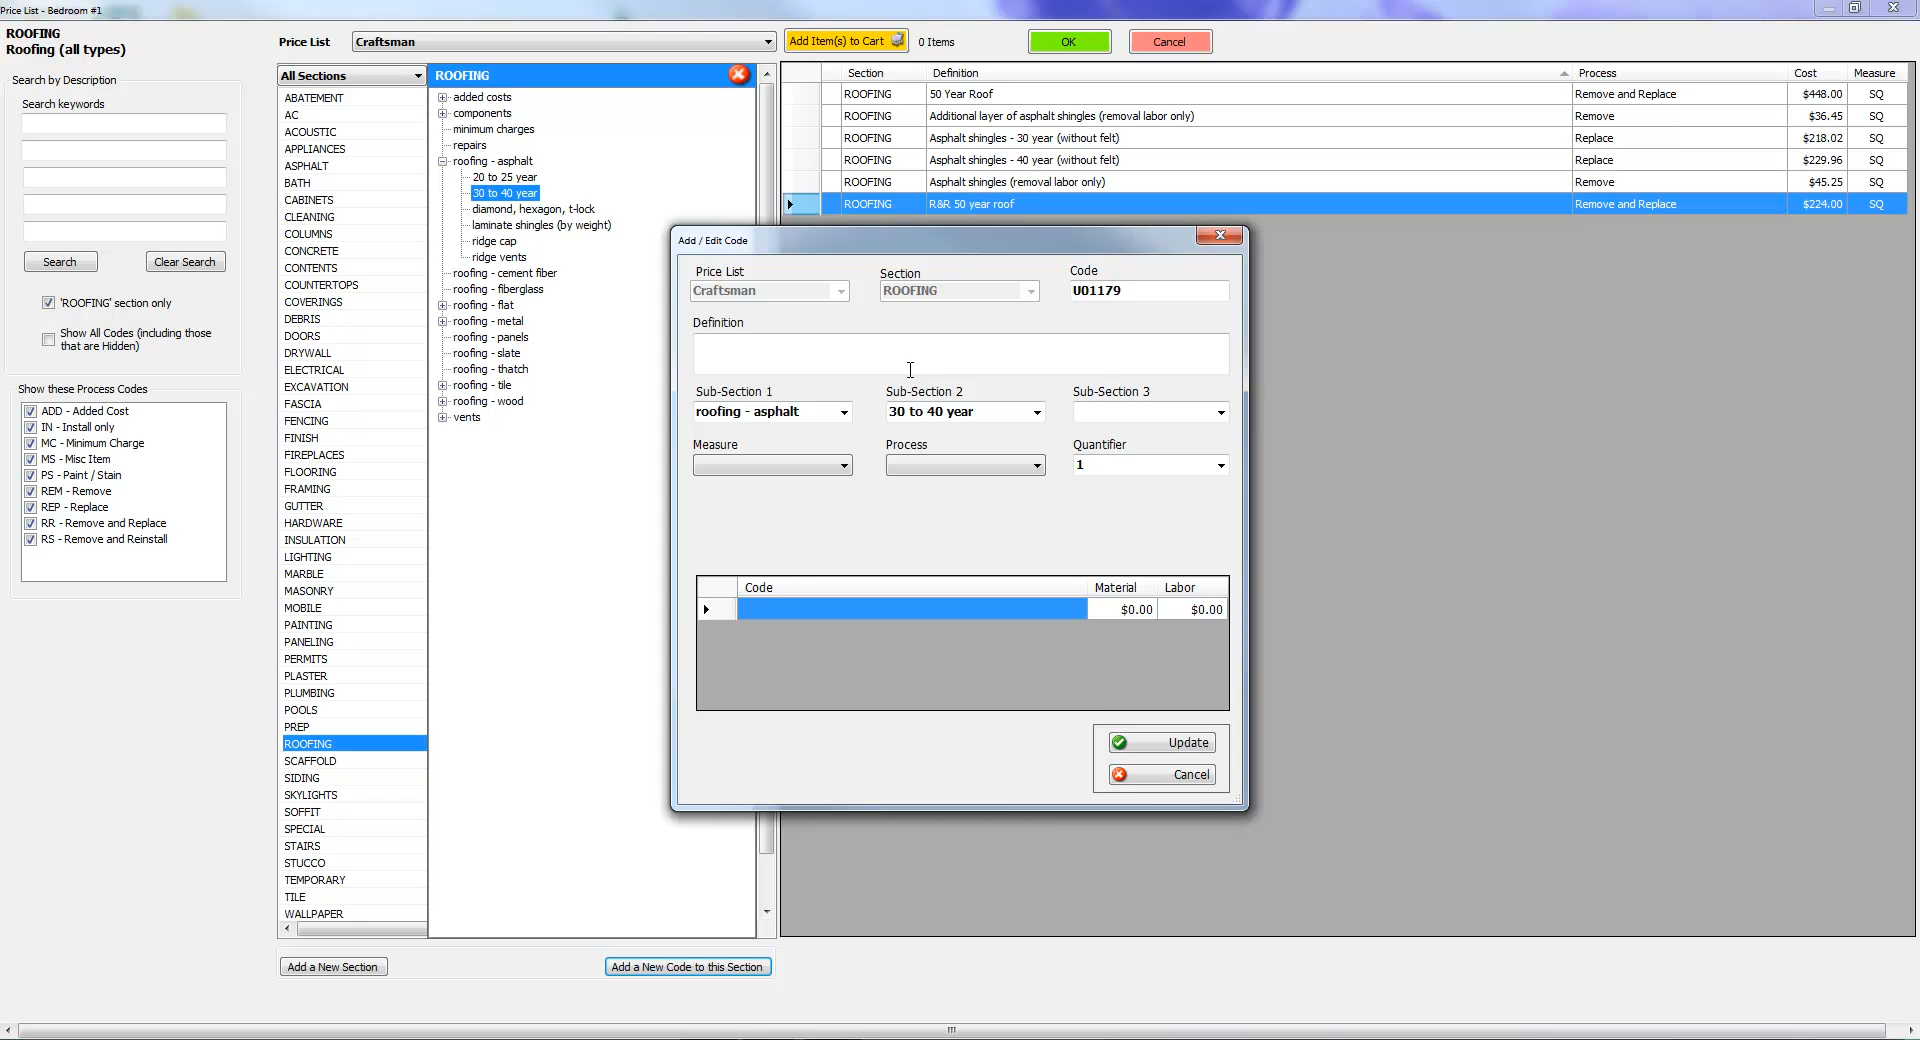 Price List - Bedroom #1
ROOFING
Roofing (all types)
Search by Description
Search keywords
Search
Clear Search
'ROOFING' section only
Show All Codes (including those
that are Hidden)
Show these Process Codes
ADD - Added Cost
IN - Install only
MC - Minimum Charge
MS - Misc Item
PS - Paint / Stain
REM - Remove
REP - Replace
RR - Remove and Replace
RS - Remove and Reinstall
Price List
Craftsman
Add Item(s) to Cart
0 Items
OK
Cancel
All Sections
ABATEMENT
AC
ACOUSTIC
APPLIANCES
ASPHALT
BATH
CABINETS
CLEANING
COLUMNS
CONCRETE
CONTENTS
COUNTERTOPS
COVERINGS
DEBRIS
DOORS
DRYWALL
ELECTRICAL
EXCAVATION
FASCIA
FENCING
FINISH
FIREPLACES
FLOORING
FRAMING
GUTTER
HARDWARE
INSULATION
LIGHTING
MARBLE
MASONRY
MOBILE
PAINTING
PANELING
PERMITS
PLASTER
PLUMBING
POOLS
PREP
ROOFING
SCAFFOLD
SIDING
SKYLIGHTS
SOFFIT
SPECIAL
STAIRS
STUCCO
TEMPORARY
TILE
WALLPAPER
ROOFING
added costs
components
minimum charges
repairs
roofing - asphalt
20 to 25 year
30 to 40 year
diamond, hexagon, t-lock
laminate shingles (by weight)
ridge cap
ridge vents
roofing - cement fiber
roofing - fiberglass
roofing - flat
roofing - metal
roofing - panels
roofing - slate
roofing - thatch
roofing - tile
roofing - wood
vents
Add a New Section
Add a New Code to this Section
Section Definition Process Cost Measure
ROOFING 50 Year Roof Remove and Replace $448.00 SQ
ROOFING Additional layer of asphalt shingles (removal labor only) Remove $36.45 SQ
ROOFING Asphalt shingles - 30 year (without felt) Replace $218.02 SQ
ROOFING Asphalt shingles - 40 year (without felt) Replace $229.96 SQ
ROOFING Asphalt shingles (removal labor only) Remove $45.25 SQ
ROOFING R&R 50 year roof Remove and Replace $224.00 SQ
Add / Edit Code
Price List Section Code
Craftsman ROOFING U01179
Definition
Sub-Section 1 Sub-Section 2 Sub-Section 3
roofing - asphalt 30 to 40 year
Measure Process Quantifier
1
Code Material Labor
$0.00 $0.00
Update
Cancel